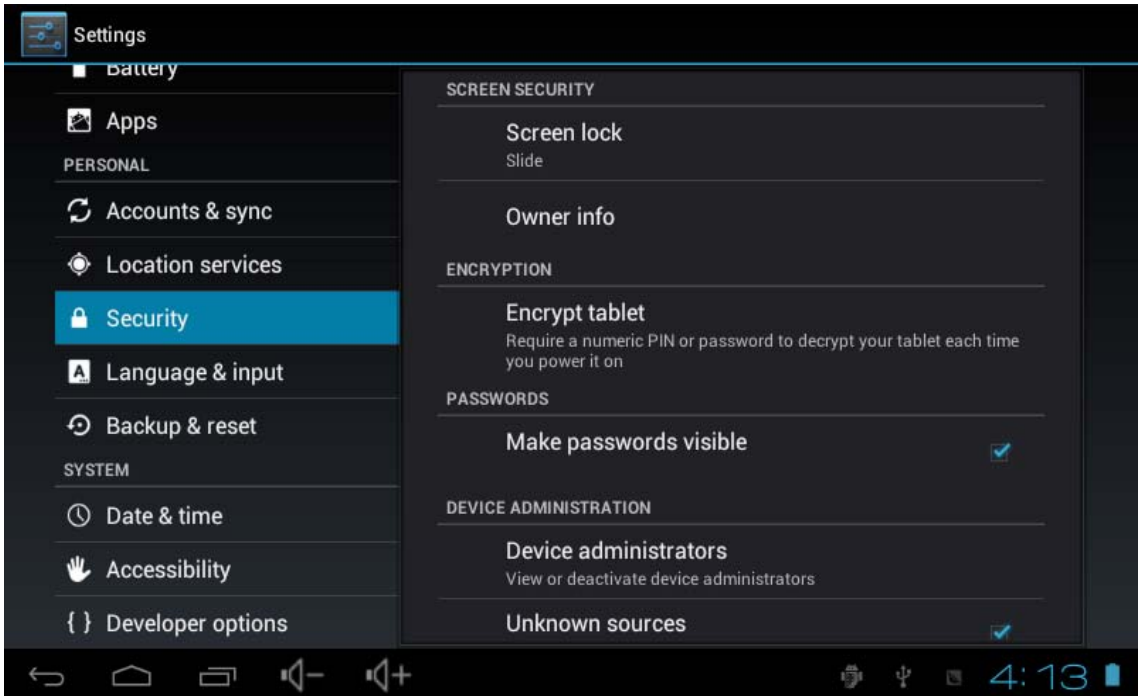 Settings
Battery
Apps
PERSONAL
Accounts & sync
Location services
Security
Language & input
Backup & reset
SYSTEM
Date & time
Accessibility
{ } Developer options
SCREEN SECURITY
Screen lock
Slide
Owner info
ENCRYPTION
Encrypt tablet
Require a numeric PIN or password to decrypt your tablet each time
you power it on
PASSWORDS
Make passwords visible
DEVICE ADMINISTRATION
Device administrators
View or deactivate device administrators
Unknown sources
4:13